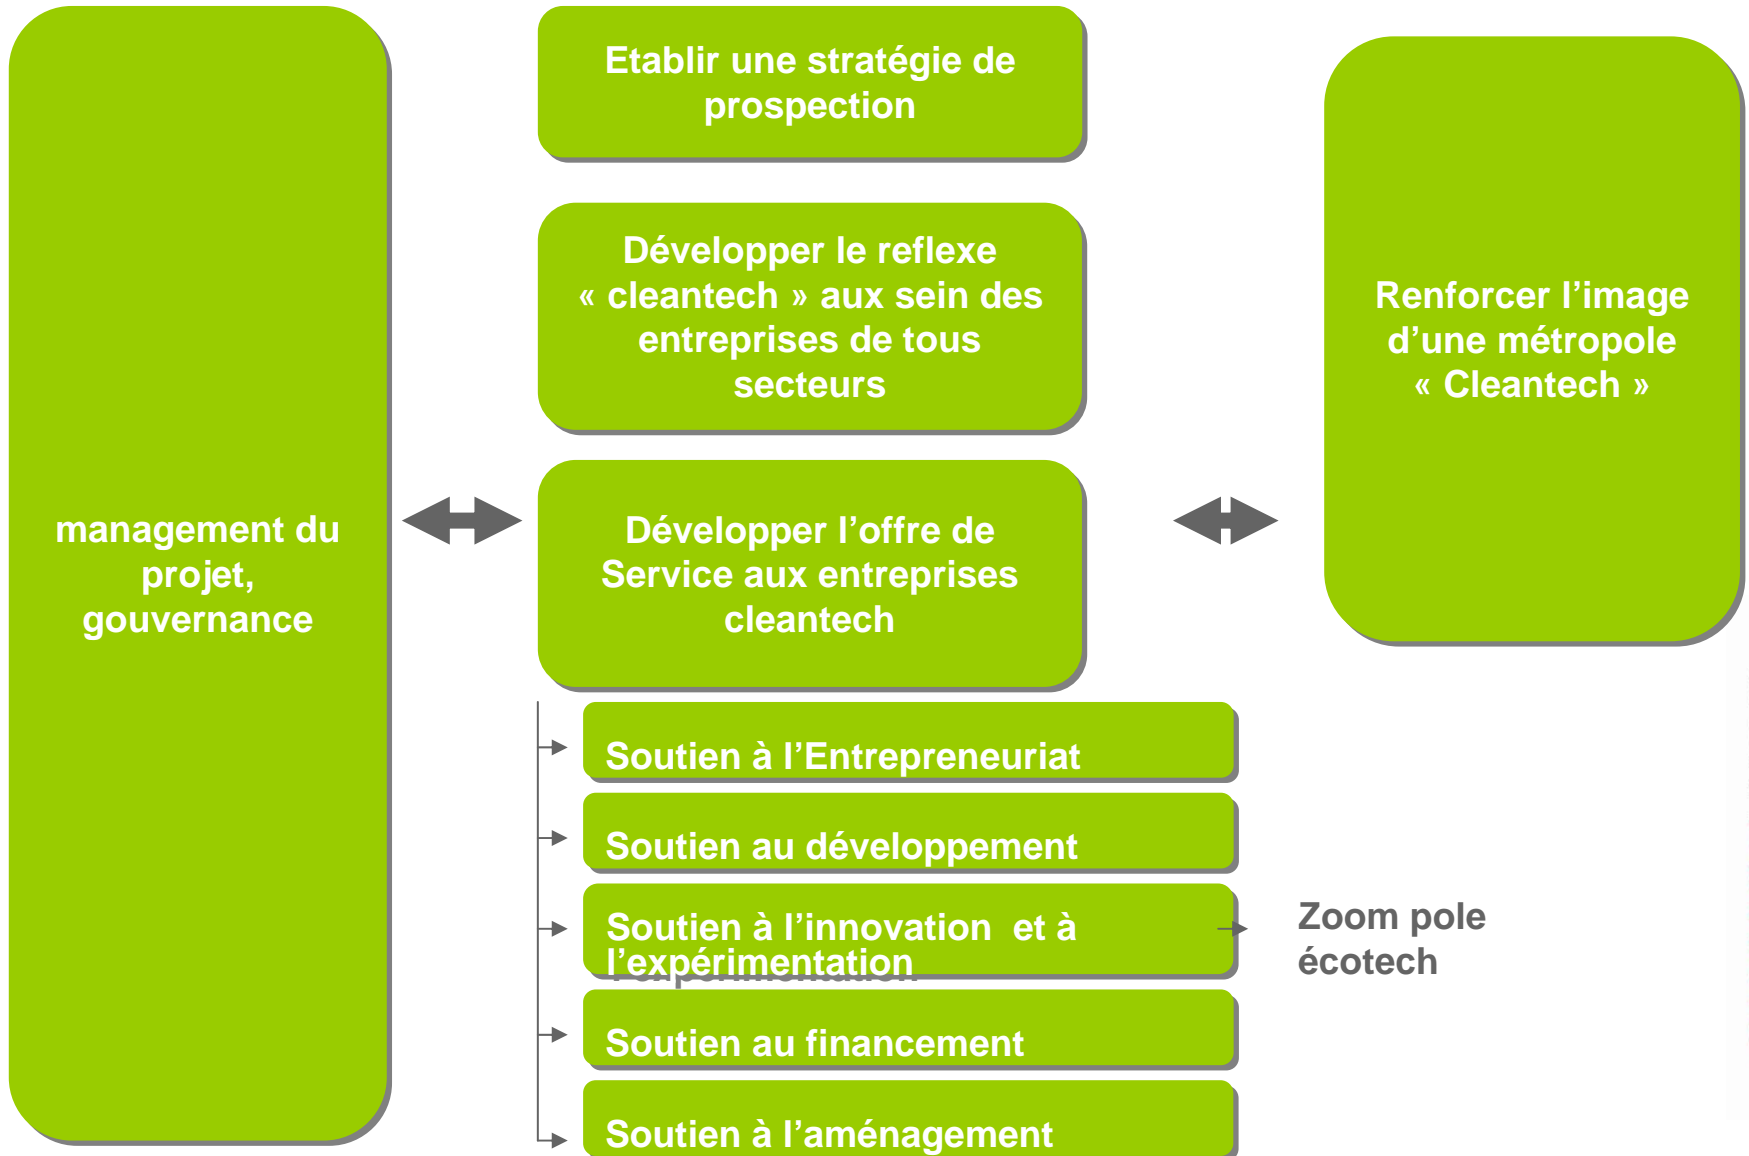 management du
projet,
gouvernance
Etablir une stratégie de
prospection
Développer le reflexe
« cleantech » aux sein des
entreprises de tous
secteurs
Développer l’offre de
Service aux entreprises
cleantech
Soutien à l’Entrepreneuriat
Soutien au développement
Soutien à l’innovation et à
l’expérimentation
Soutien au financement
Soutien à l’aménagement
Zoom pole
écotech
Renforcer l’image
d’une métropole
« Cleantech »